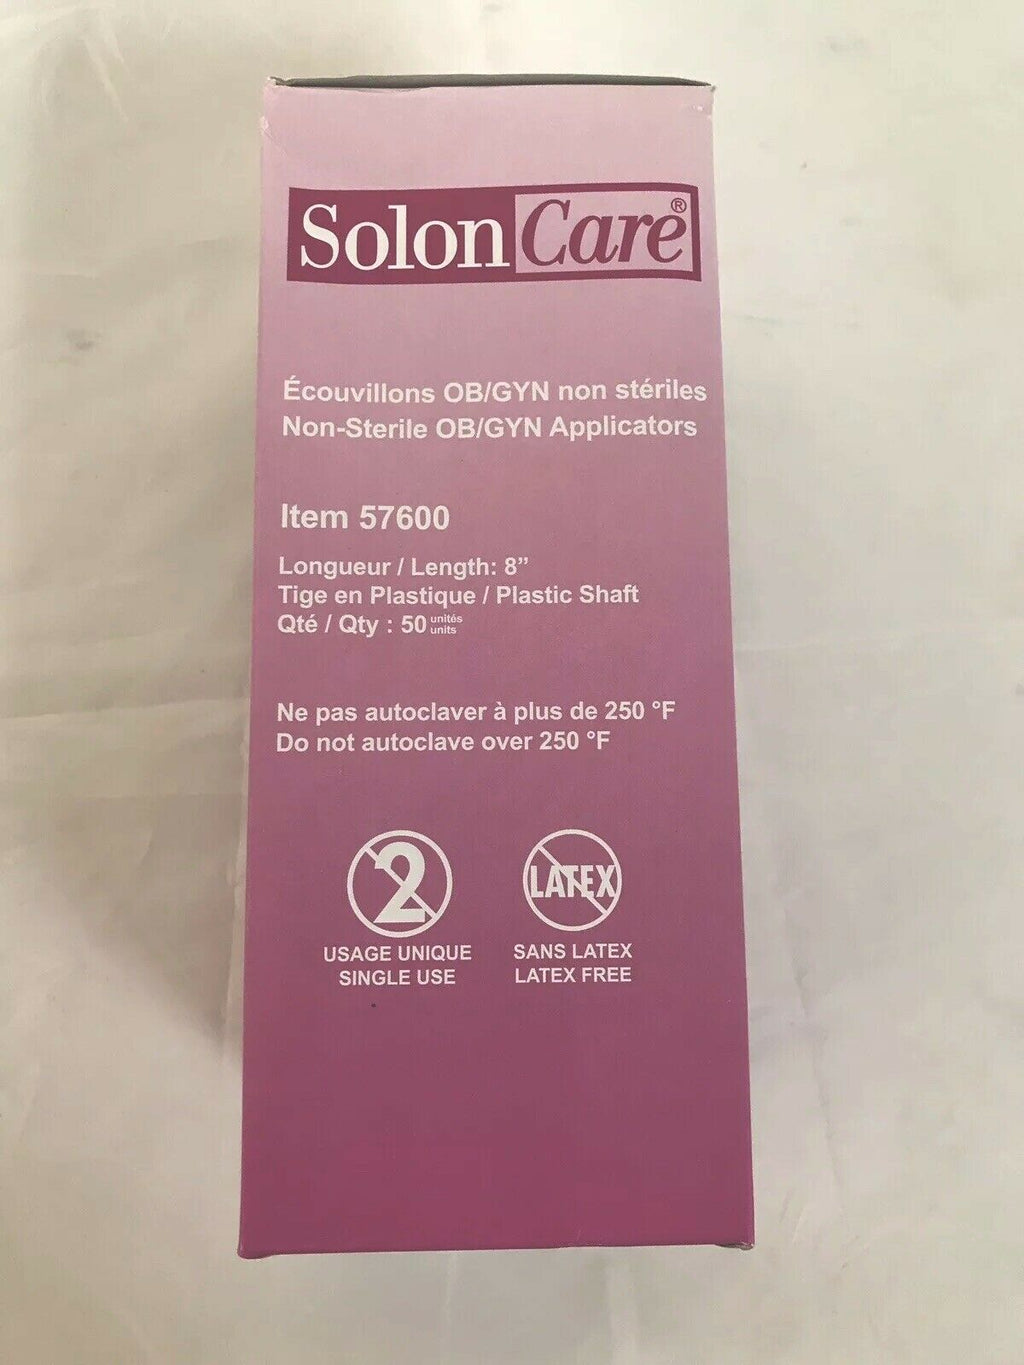 SolonCare®
Écouvillons OB/GYN non stériles
Non-Sterile OB/GYN Applicators
Item 57600
Longueur / Length: 8”
Tige en Plastique / Plastic Shaft
Qté / Qty : 50 unités units
Ne pas autoclaver à plus de 250 °F
Do not autoclave over 250 °F
2 LATEX
USAGE UNIQUE SANS LATEX
SINGLE USE LATEX FREE